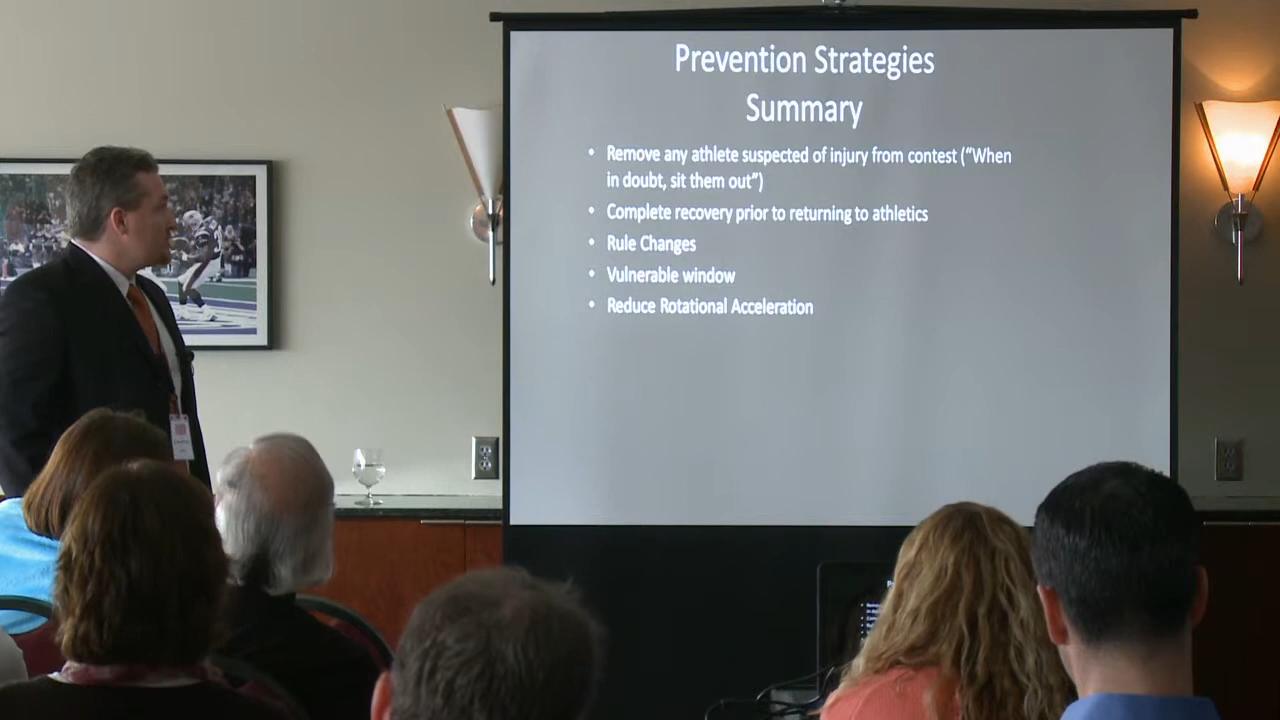 Prevention Strategies
Summary
• Remove any athlete suspected of injury from contest (“When
in doubt, sit them out”)
• Complete recovery prior to returning to athletics
• Rule Changes
• Vulnerable window
• Reduce Rotational Acceleration